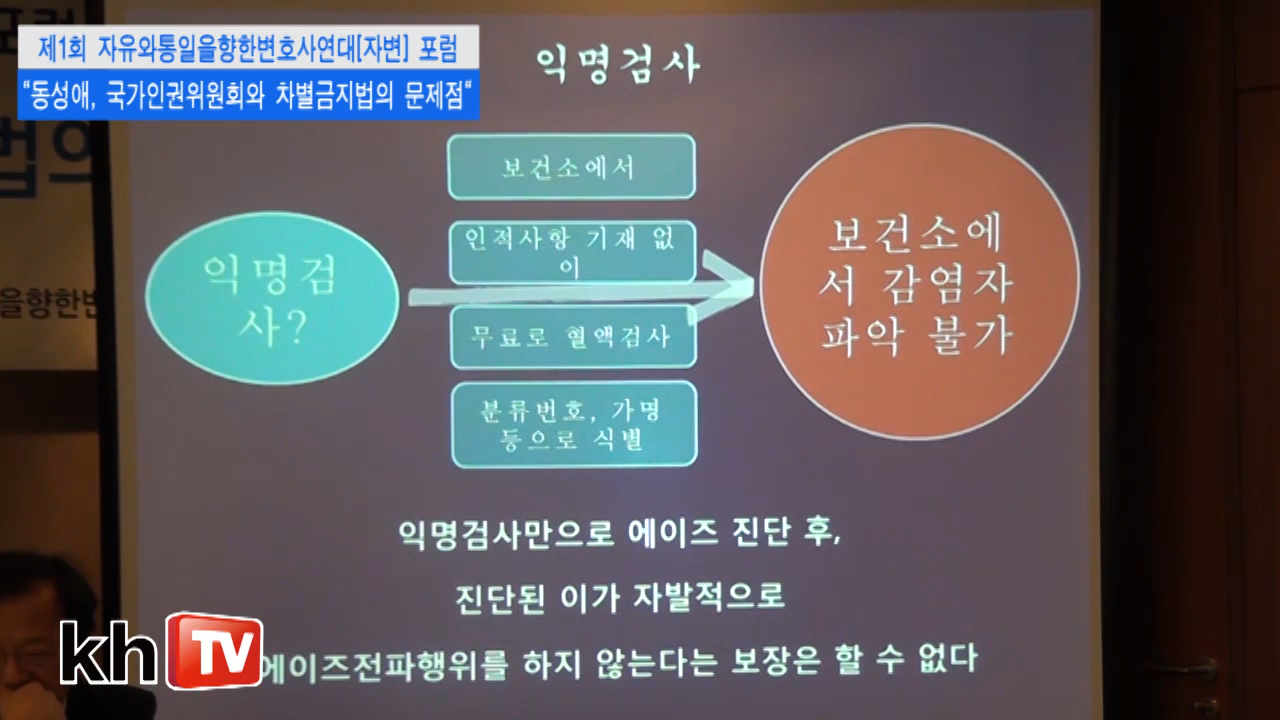 제1회 자유와통일을향한변호사연대[자변] 포럼
“동성애, 국가인권위원회와 차별금지법의 문제점“
법의
을향한변
익명검사
익명검
사?
보건소에서
인적사항 기재 없
이
무료로 혈액검사
분류번호, 가명
등으로 식별
보건소에
서 감염자
파악 불가
익명검사만으로 에이즈 진단 후,
진단된 이가 자발적으로
에이즈전파행위를 하지 않는다는 보장은 할 수 없다
kh TV